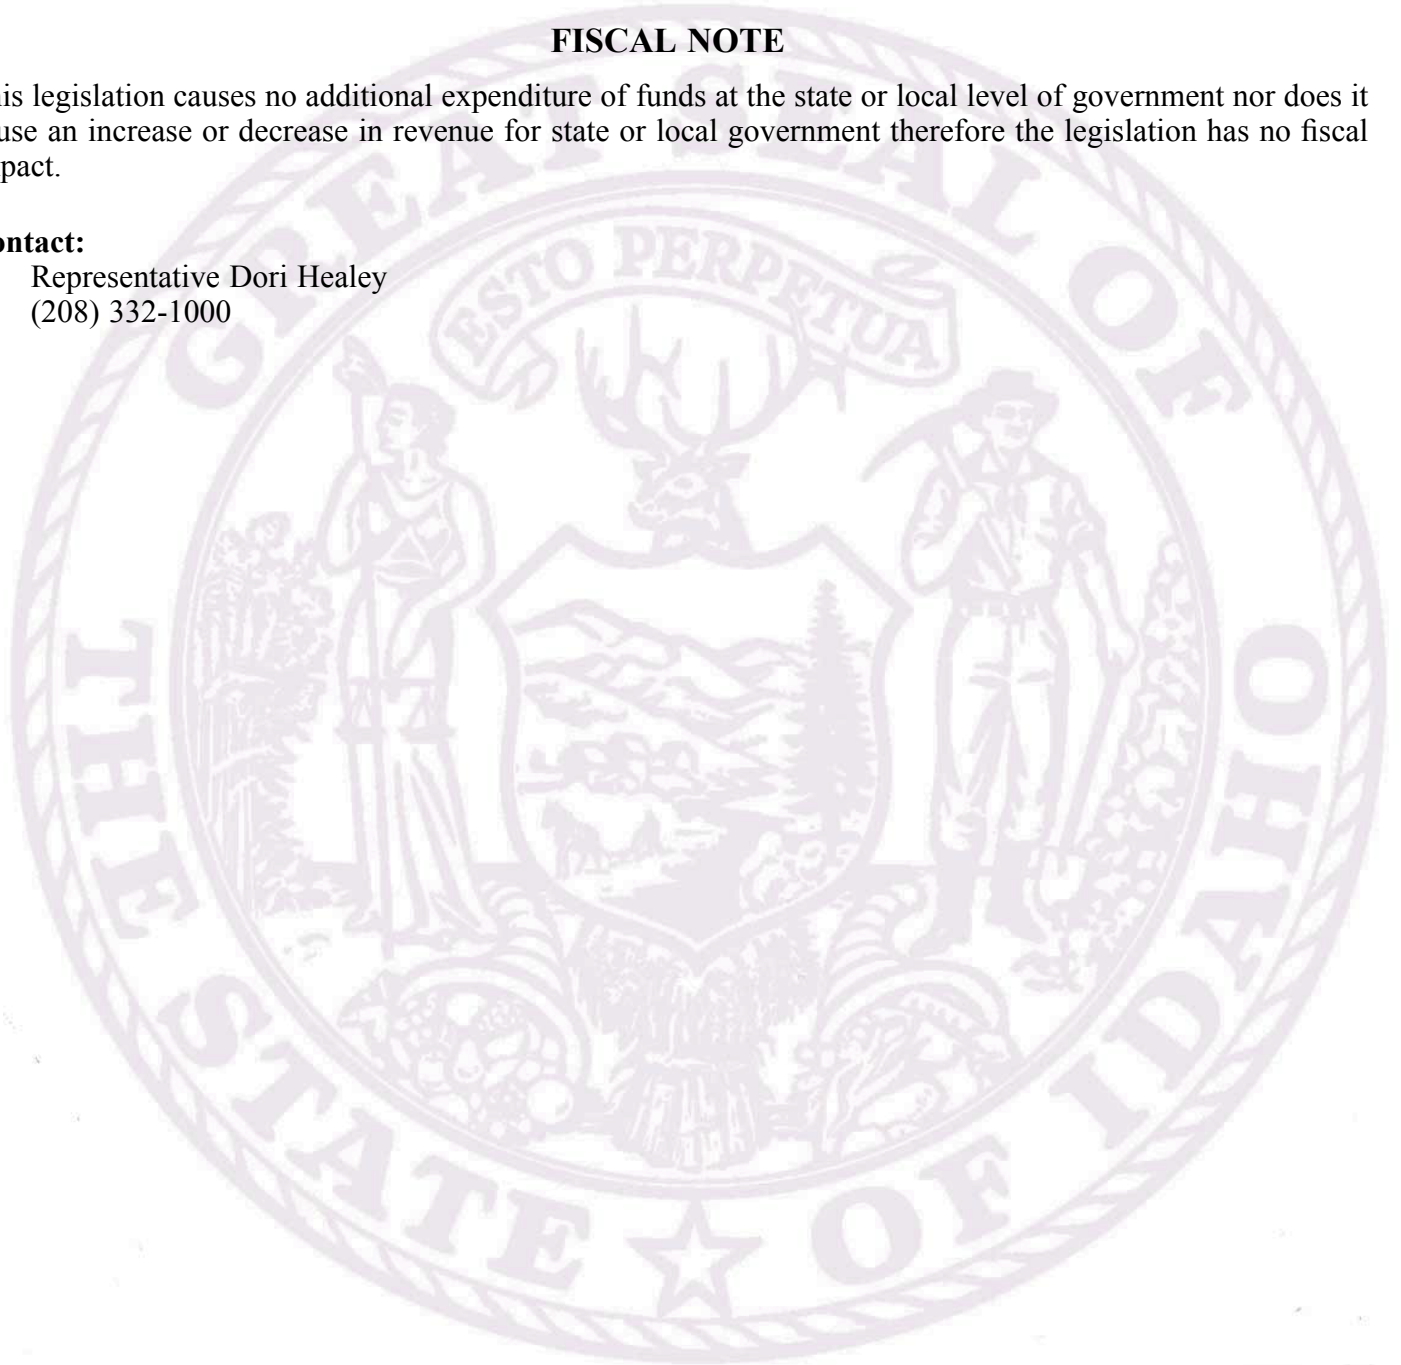 FISCAL NOTE
his legislation causes no additional expenditure of funds at the state or local level of government nor does it
use an increase or decrease in revenue for state or local government therefore the legislation has no fiscal
pact.
ontact:
Representative Dori Healey
(208) 332-1000
GREAT SEAL OF
THE STATE OF IDAHO
ESTO PERPETUA